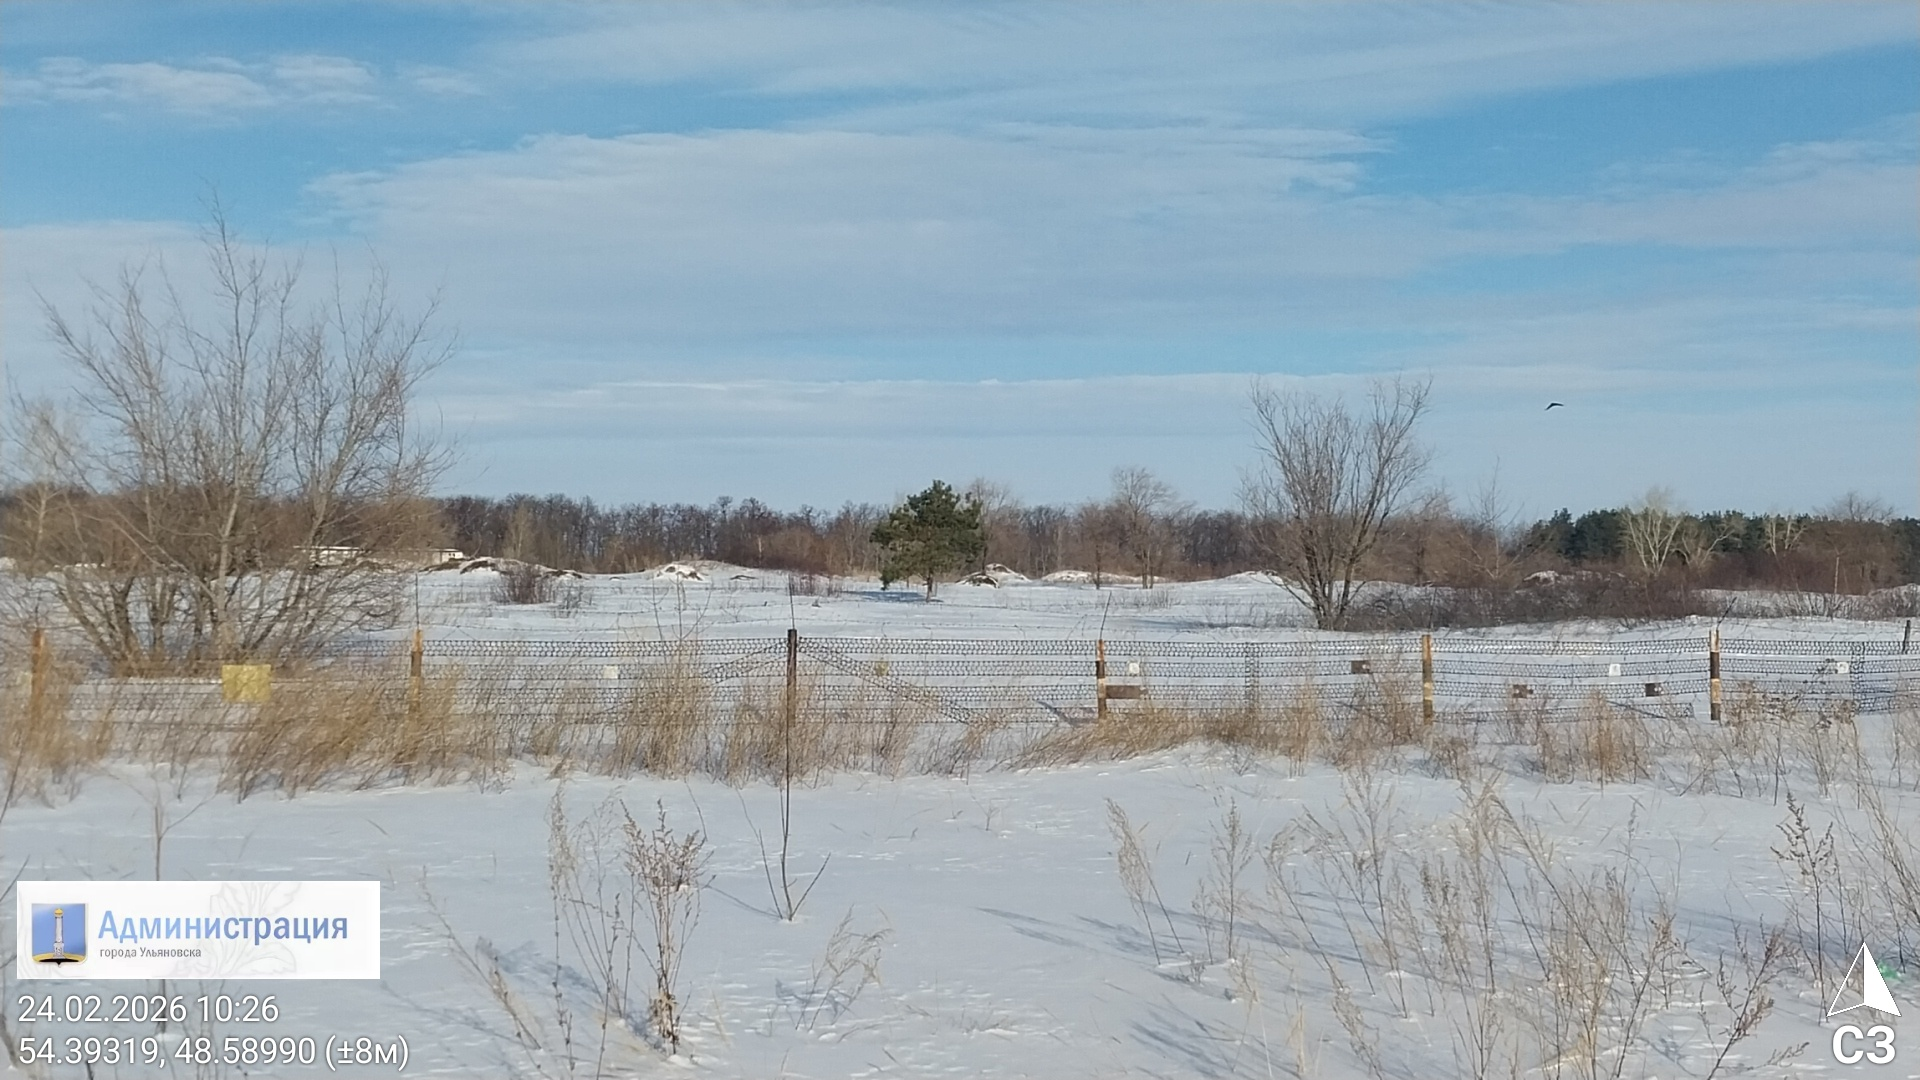 Администрация
города Ульяновска
24.02.2026 10:26
54.39319, 48.58990 (±8м)
СЗ